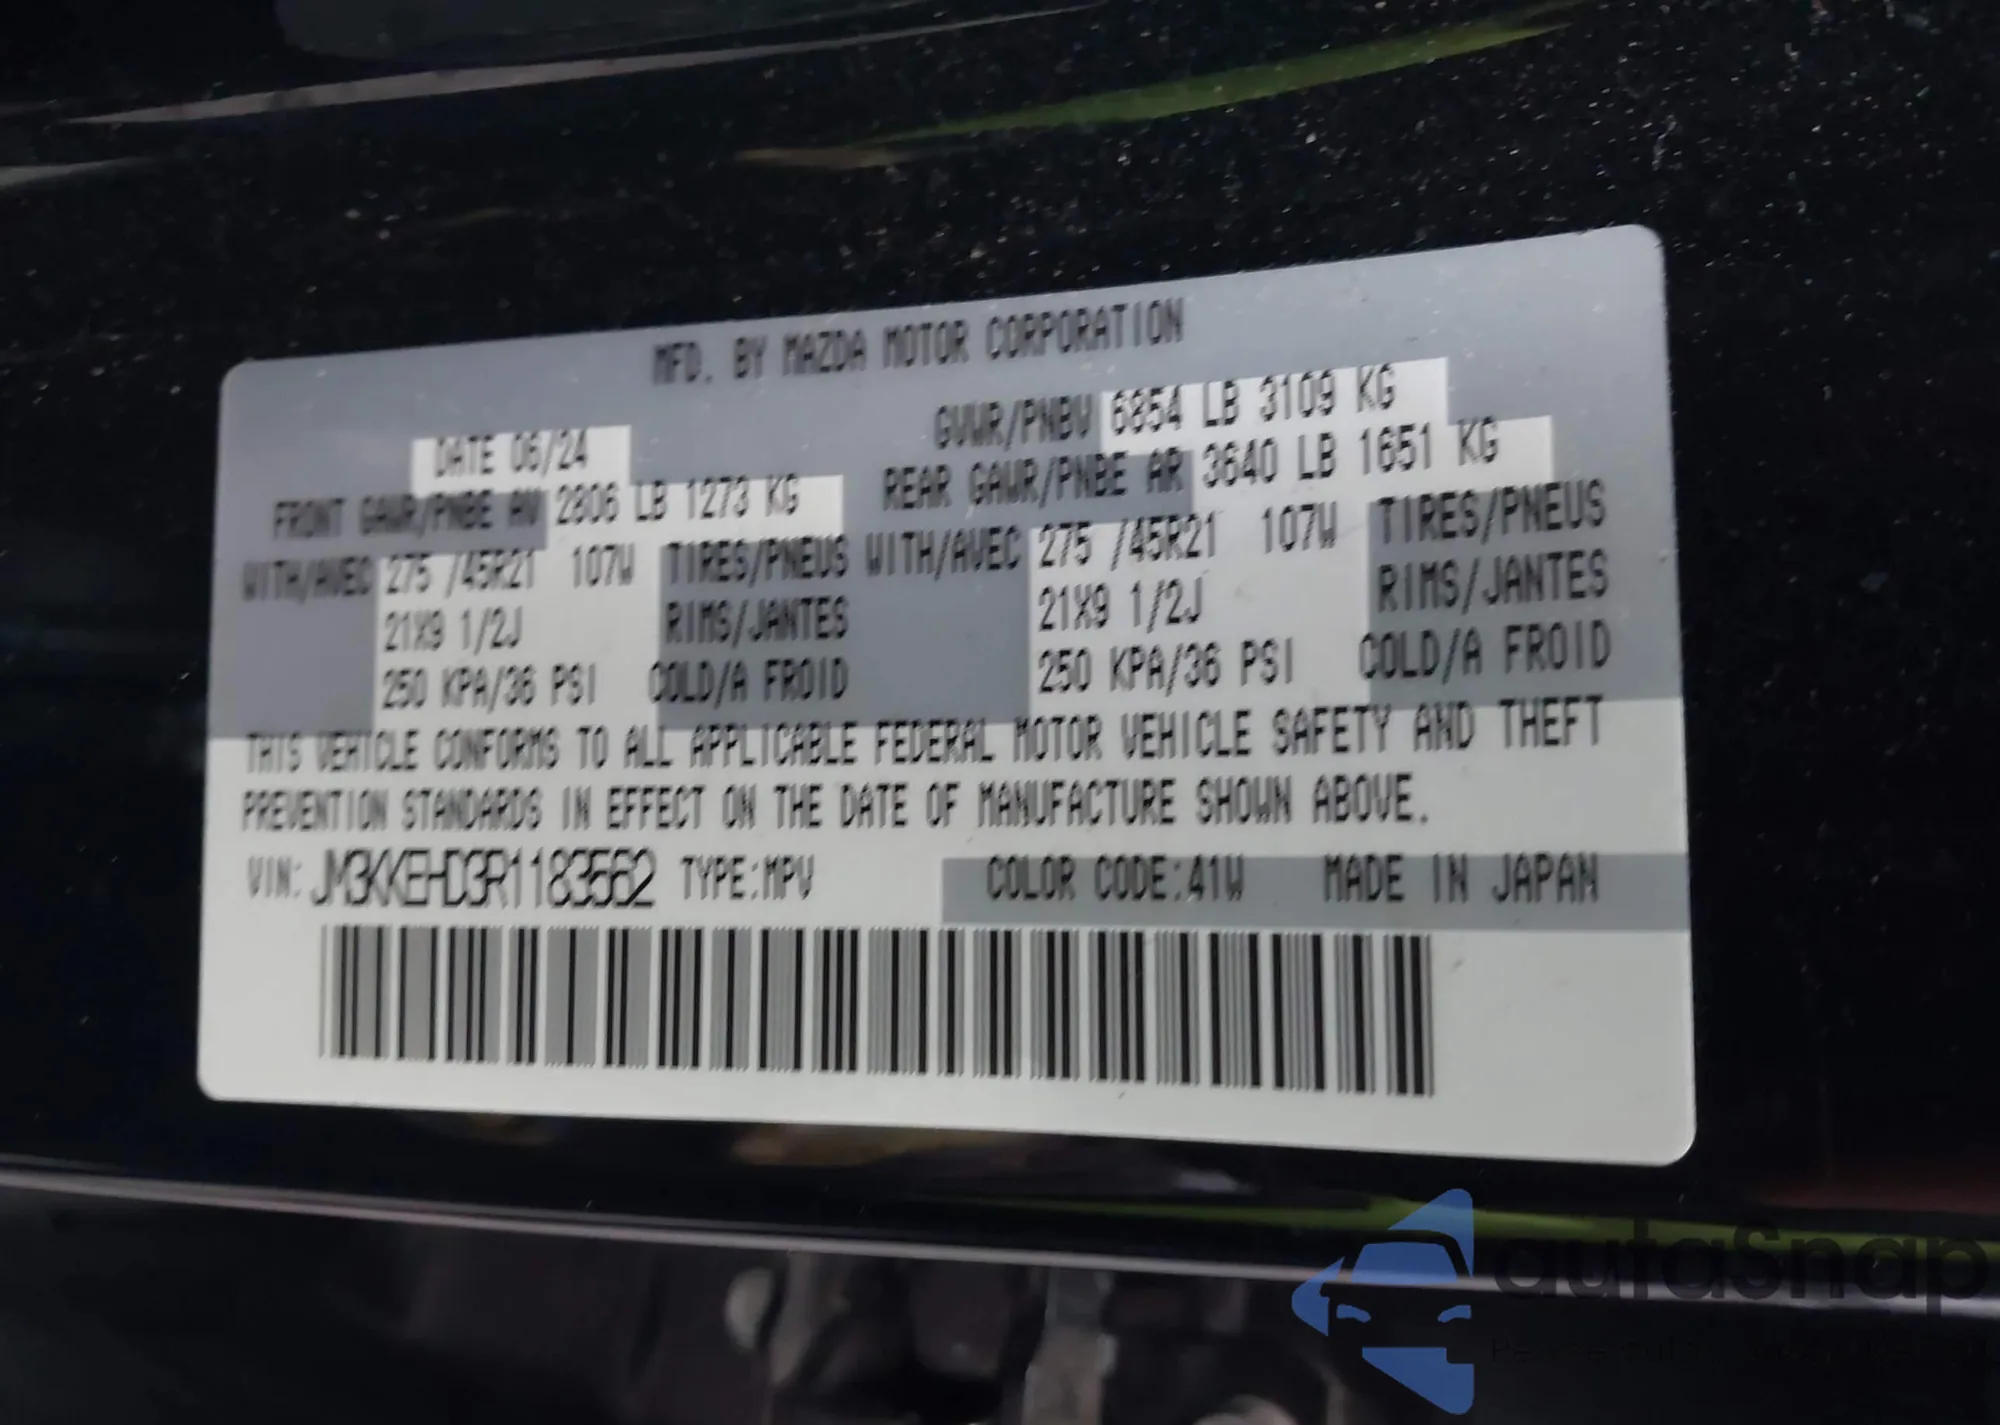 MFD. BY MAZDA MOTOR CORPORATION
DATE 06/24 GVWR/PNBV 6854 LB 3109 KG
FRONT GAWR/PNBE AV 2806 LB 1273 KG REAR GAWR/PNBE AR 3640 LB 1651 KG
WITH/AVEC 275 /45R21 107W TIRES/PNEUS WITH/AVEC 275 /45R21 107W TIRES/PNEUS
21X9 1/2J RIMS/JANTES 21X9 1/2J RIMS/JANTES
250 KPA/36 PSI COLD/A FROID 250 KPA/36 PSI COLD/A FROID
THIS VEHICLE CONFORMS TO ALL APPLICABLE FEDERAL MOTOR VEHICLE SAFETY AND THEFT
PREVENTION STANDARDS IN EFFECT ON THE DATE OF MANUFACTURE SHOWN ABOVE.
VIN: JM3KKEHD3R1183562 TYPE:MPV COLOR CODE:41W MADE IN JAPAN
autoSnap